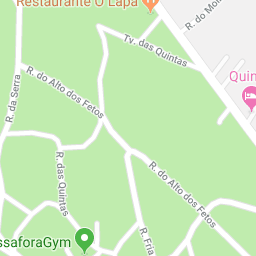 Restaurante O Lapa
R. do Mo
Tv. das Quintas
Quin
R. da Serra
R. do Alto dos Fetos
R. das Quintas
R. do Alto dos Fetos
ssaforaGym
R. Fria